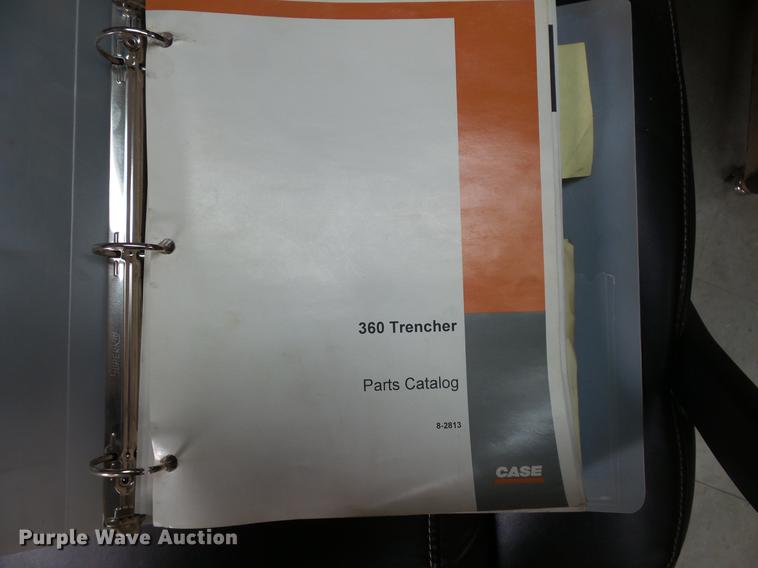 360 Trencher
Parts Catalog
8-2813
CASE
Purple Wave Auction